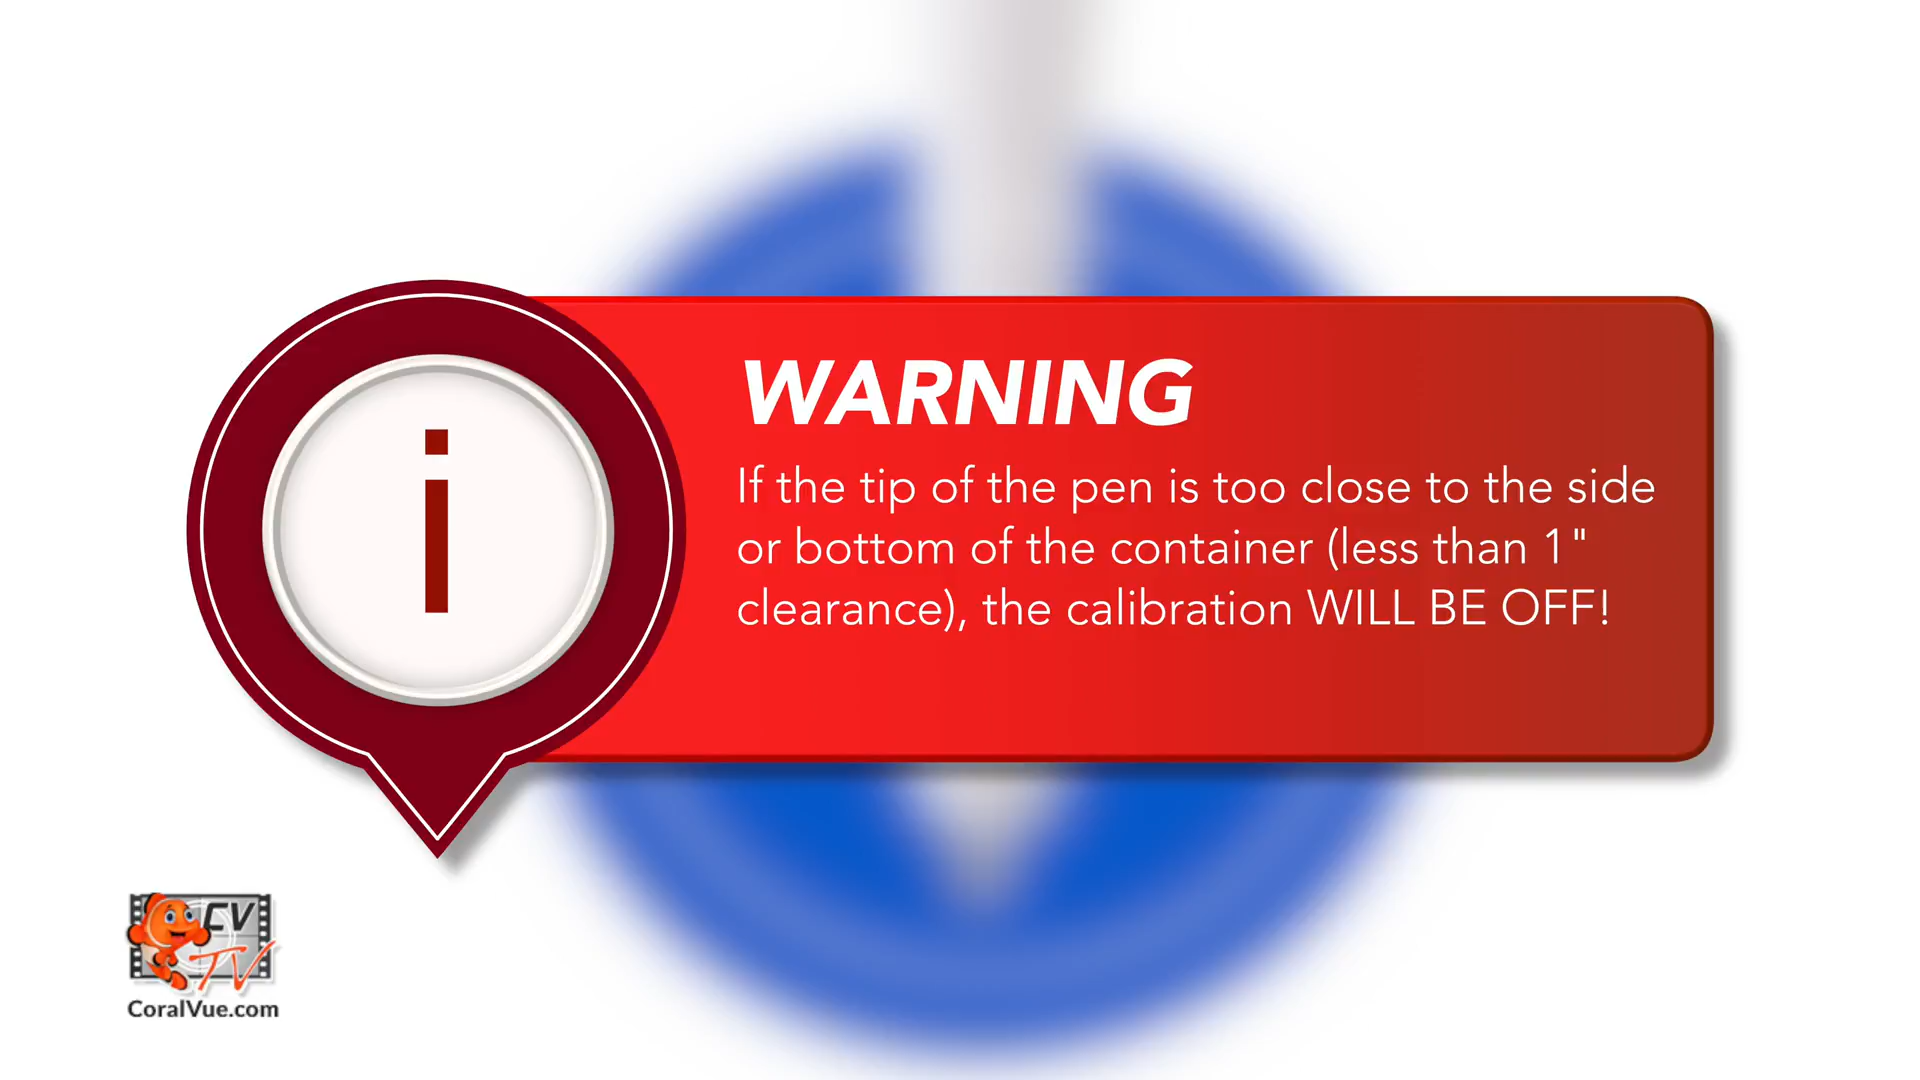 i
WARNING
If the tip of the pen is too close to the side
or bottom of the container (less than 1"
clearance), the calibration WILL BE OFF!
CV
TV
CoralVue.com